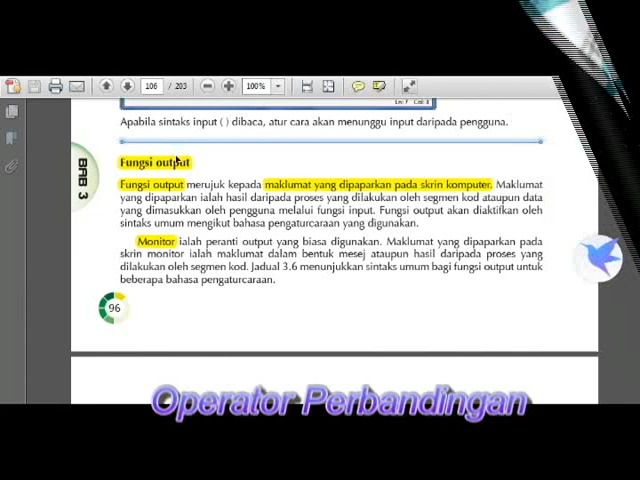 106 / 203
100%
Ln: 7 Col: 8
Apabila sintaks input ( ) dibaca, atur cara akan menunggu input daripada pengguna.
BAB 3
Fungsi output
Fungsi output merujuk kepada maklumat yang dipaparkan pada skrin komputer. Maklumat
yang dipaparkan ialah hasil daripada proses yang dilakukan oleh segmen kod ataupun data
yang dimasukkan oleh pengguna melalui fungsi input. Fungsi output akan diaktifkan oleh
sintaks umum mengikut bahasa pengaturcaraan yang digunakan.
Monitor ialah peranti output yang biasa digunakan. Maklumat yang dipaparkan pada
skrin monitor ialah maklumat dalam bentuk mesej ataupun hasil daripada proses yang
dilakukan oleh segmen kod. Jadual 3.6 menunjukkan sintaks umum bagi fungsi output untuk
beberapa bahasa pengaturcaraan.
96
Operator Perbandingan